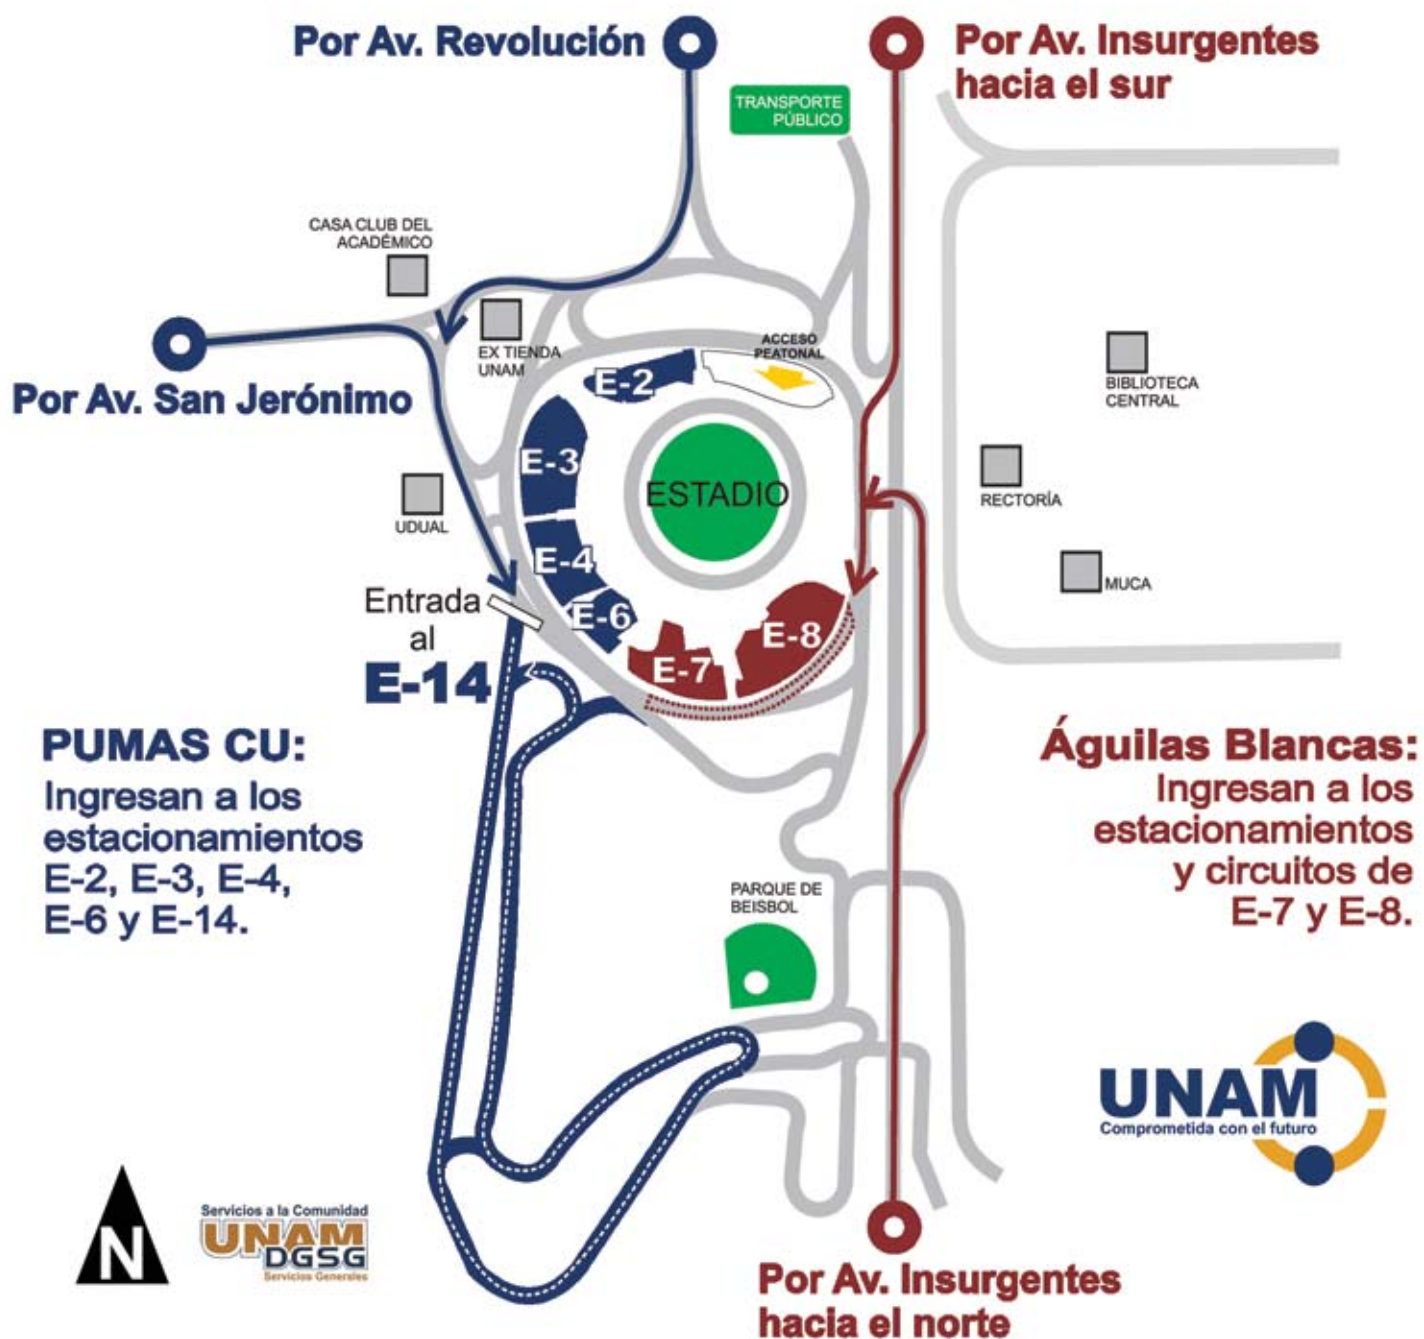 Por Av. Revolución
Por Av. Insurgentes
hacia el sur
TRANSPORTE
PÚBLICO
CASA CLUB DEL
ACADÉMICO
EX TIENDA
UNAM
ACCESO
PEATONAL
Por Av. San Jerónimo
BIBLIOTECA
CENTRAL
E-2
E-3
ESTADIO
RECTORÍA
UDUAL
E-4
MUCA
Entrada
al
E-14
E-6
E-7
E-8
PUMAS CU:
Ingresan a los
estacionamientos
E-2, E-3, E-4,
E-6 y E-14.
Águilas Blancas:
Ingresan a los
estacionamientos
y circuitos de
E-7 y E-8.
PARQUE DE
BEISBOL
UNAM
Comprometida con el futuro
N
Servicios a la Comunidad
UNAM
DGSG
Servicios Generales
Por Av. Insurgentes
hacia el norte